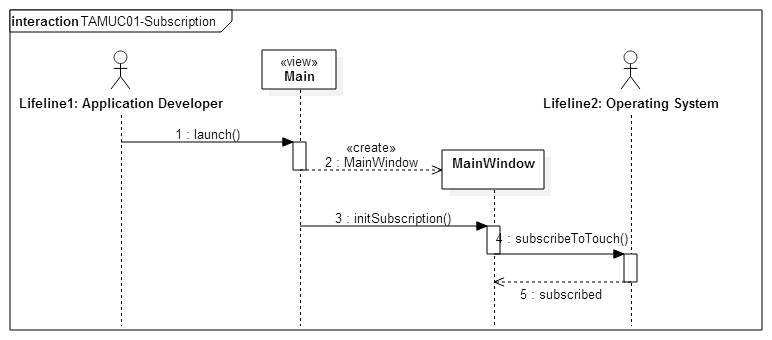 interaction TAMUC01-Subscription
«view»
Main
Lifeline1: Application Developer
Lifeline2: Operating System
1 : launch()
«create»
2 : MainWindow
MainWindow
3 : initSubscription()
4 : subscribeToTouch()
5 : subscribed